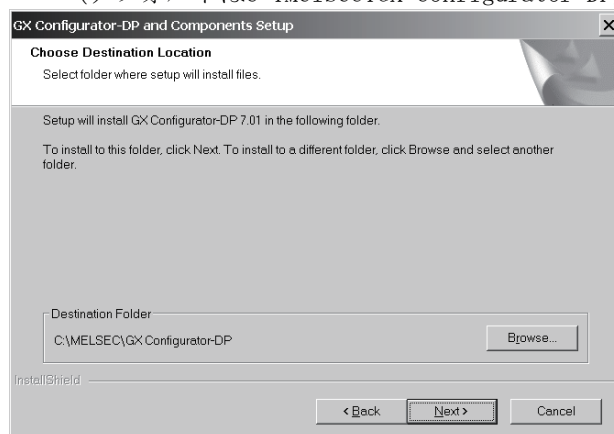 GX Configurator-DP and Components Setup
Choose Destination Location
Select folder where setup will install files.
Setup will install GX Configurator-DP 7.01 in the following folder.
To install to this folder, click Next. To install to a different folder, click Browse and select another
folder.
Destination Folder
C:\MELSEC\GX Configurator-DP
Browse...
InstallShield
< Back
Next >
Cancel